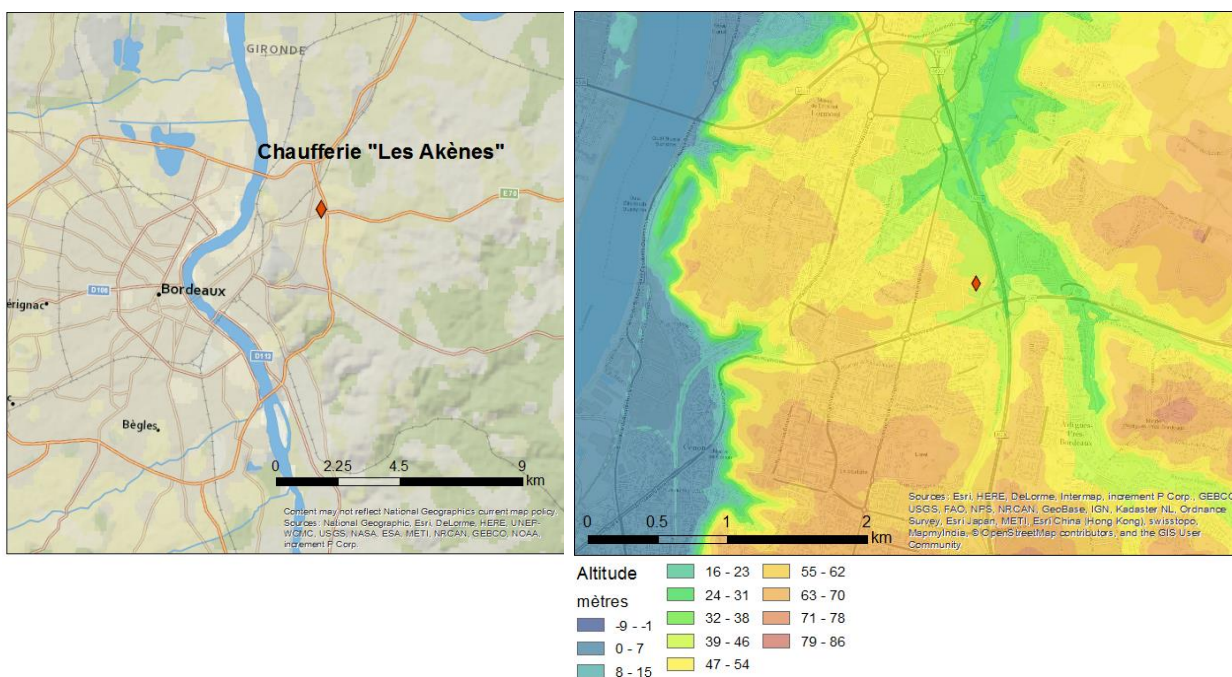 GIRONDE
Chaufferie "Les Akènes"
E70
D106
Bordeaux
érignac
D113
Bègles
0 2.25 4.5 9
km
Content may not reflect National Geographics current map policy.
Sources: National Geographic, Esri, DeLorme, HERE, UNEP-
WCMC, USGS, NASA, ESA, METI, NRCAN, GEBCO, NOAA,
increment P Corp.
Artigues-
Près-
Bordeaux
Sources: Esri, HERE, DeLorme, Intermap, increment P Corp., GEBCO,
USGS, FAO, NPS, NRCAN, GeoBase, IGN, Kadaster NL, Ordnance
Survey, Esri Japan, METI, Esri China (Hong Kong), swisstopo,
MapmyIndia, © OpenStreetMap contributors, and the GIS User
Community
0 0.5 1 2
km
Altitude
mètres
-9 - -1
0 - 7
8 - 15
16 - 23
24 - 31
32 - 38
39 - 46
47 - 54
55 - 62
63 - 70
71 - 78
79 - 86